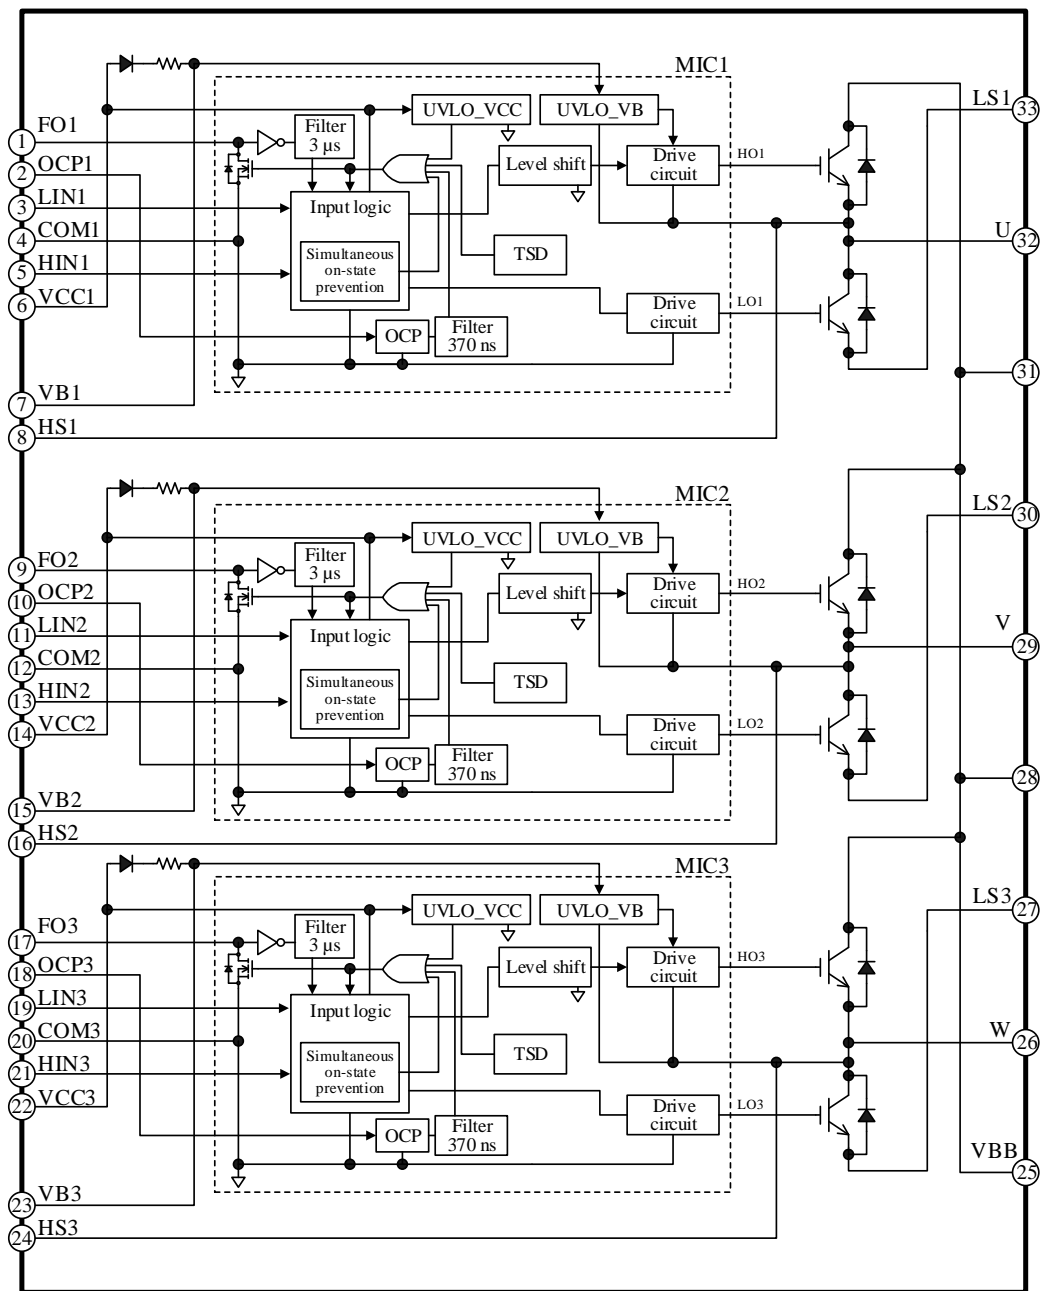 MIC1
LS1
33
UVLO_VCC
UVLO_VB
1
FO1
Filter
3 µs
2
OCP1
Level shift
Drive
circuit
HO1
3
LIN1
Input logic
4
COM1
U
32
5
HIN1
Simultaneous
on-state
prevention
TSD
6
VCC1
Drive
circuit
LO1
OCP
Filter
370 ns
31
7
VB1
8
HS1
MIC2
LS2
30
UVLO_VCC
UVLO_VB
9
FO2
Filter
3 µs
10
OCP2
Level shift
Drive
circuit
HO2
11
LIN2
Input logic
12
COM2
V
29
13
HIN2
Simultaneous
on-state
prevention
TSD
14
VCC2
Drive
circuit
LO2
OCP
Filter
370 ns
28
15
VB2
16
HS2
MIC3
LS3
27
UVLO_VCC
UVLO_VB
17
FO3
Filter
3 µs
18
OCP3
Level shift
Drive
circuit
HO3
19
LIN3
Input logic
20
COM3
W
26
21
HIN3
Simultaneous
on-state
prevention
TSD
22
VCC3
Drive
circuit
LO3
OCP
Filter
370 ns
VBB
25
23
VB3
24
HS3